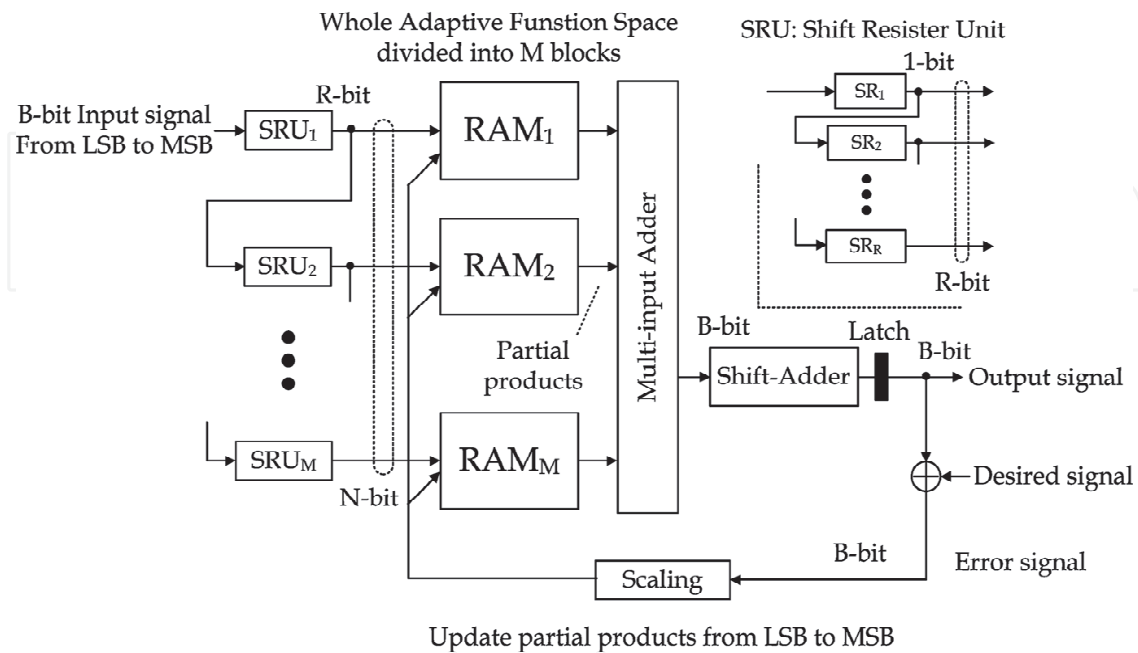 Whole Adaptive Funstion Space
divided into M blocks
SRU: Shift Resister Unit
1-bit
SR1
SR2
SRR
R-bit
B-bit Input signal
From LSB to MSB
R-bit
SRU1
SRU2
SRUM
N-bit
RAM1
RAM2
RAMM
Partial
products
Multi-input Adder
B-bit
Shift-Adder
Latch
B-bit
Output signal
Desired signal
B-bit
Error signal
Scaling
Update partial products from LSB to MSB